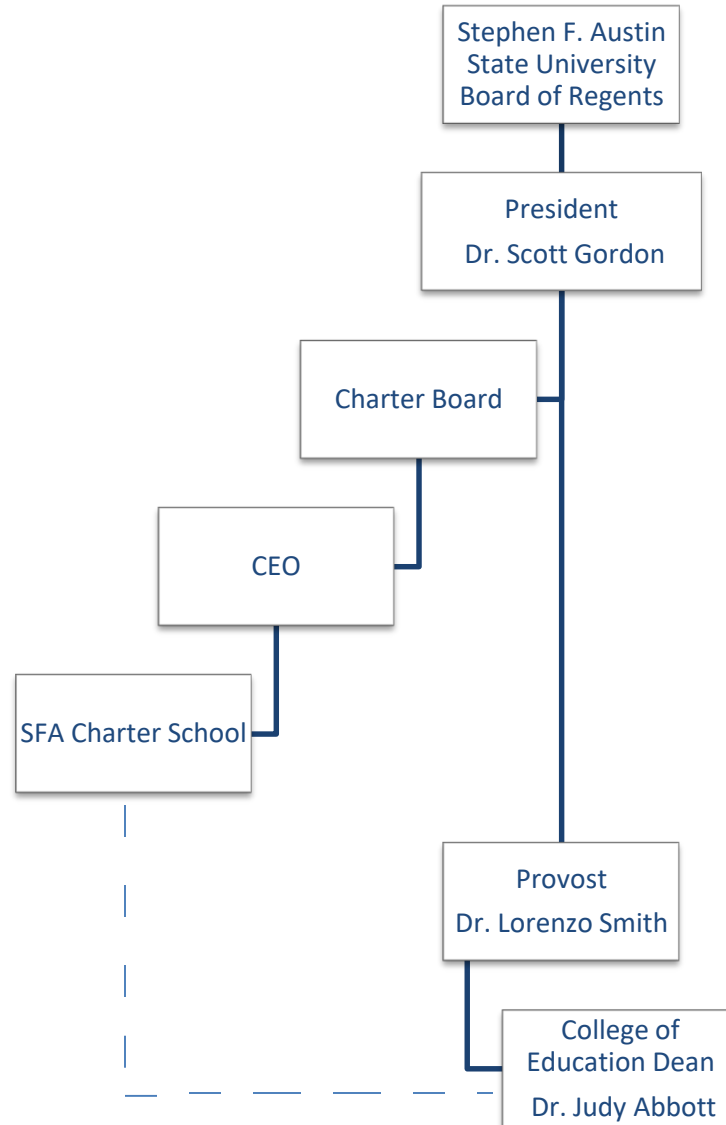 Stephen F. Austin
State University
Board of Regents
President
Dr. Scott Gordon
Charter Board
CEO
SFA Charter School
Provost
Dr. Lorenzo Smith
College of
Education Dean
Dr. Judy Abbott